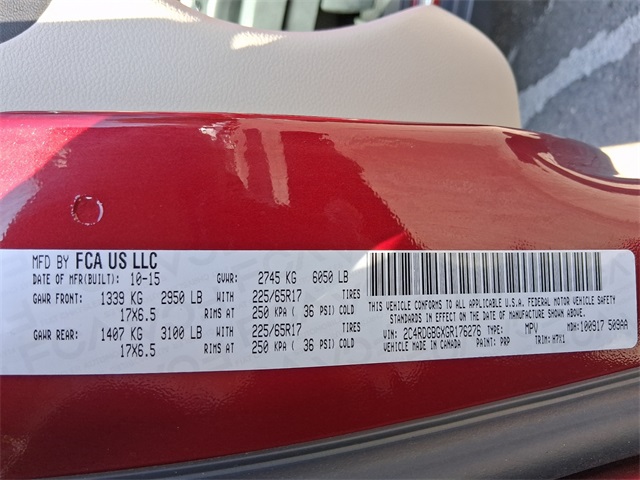 MFD BY FCA US LLC
DATE OF MFR(BUILT): 10-15 GVWR: 2745 KG 6050 LB
GAWR FRONT: 1339 KG 2950 LB WITH 225/65R17 TIRES
17X6.5 RIMS AT 250 KPA ( 36 PSI) COLD
GAWR REAR: 1407 KG 3100 LB WITH 225/65R17 TIRES
17X6.5 RIMS AT 250 KPA ( 36 PSI) COLD
THIS VEHICLE CONFORMS TO ALL APPLICABLE U.S.A. FEDERAL MOTOR VEHICLE SAFETY
STANDARDS IN EFFECT ON THE DATE OF MANUFACTURE SHOWN ABOVE.
VIN: 2C4RDGBGXGR176276 TYPE: MPV MDH: 100917 509AA
VEHICLE MADE IN CANADA PAINT: PRP TRIM: H7X1